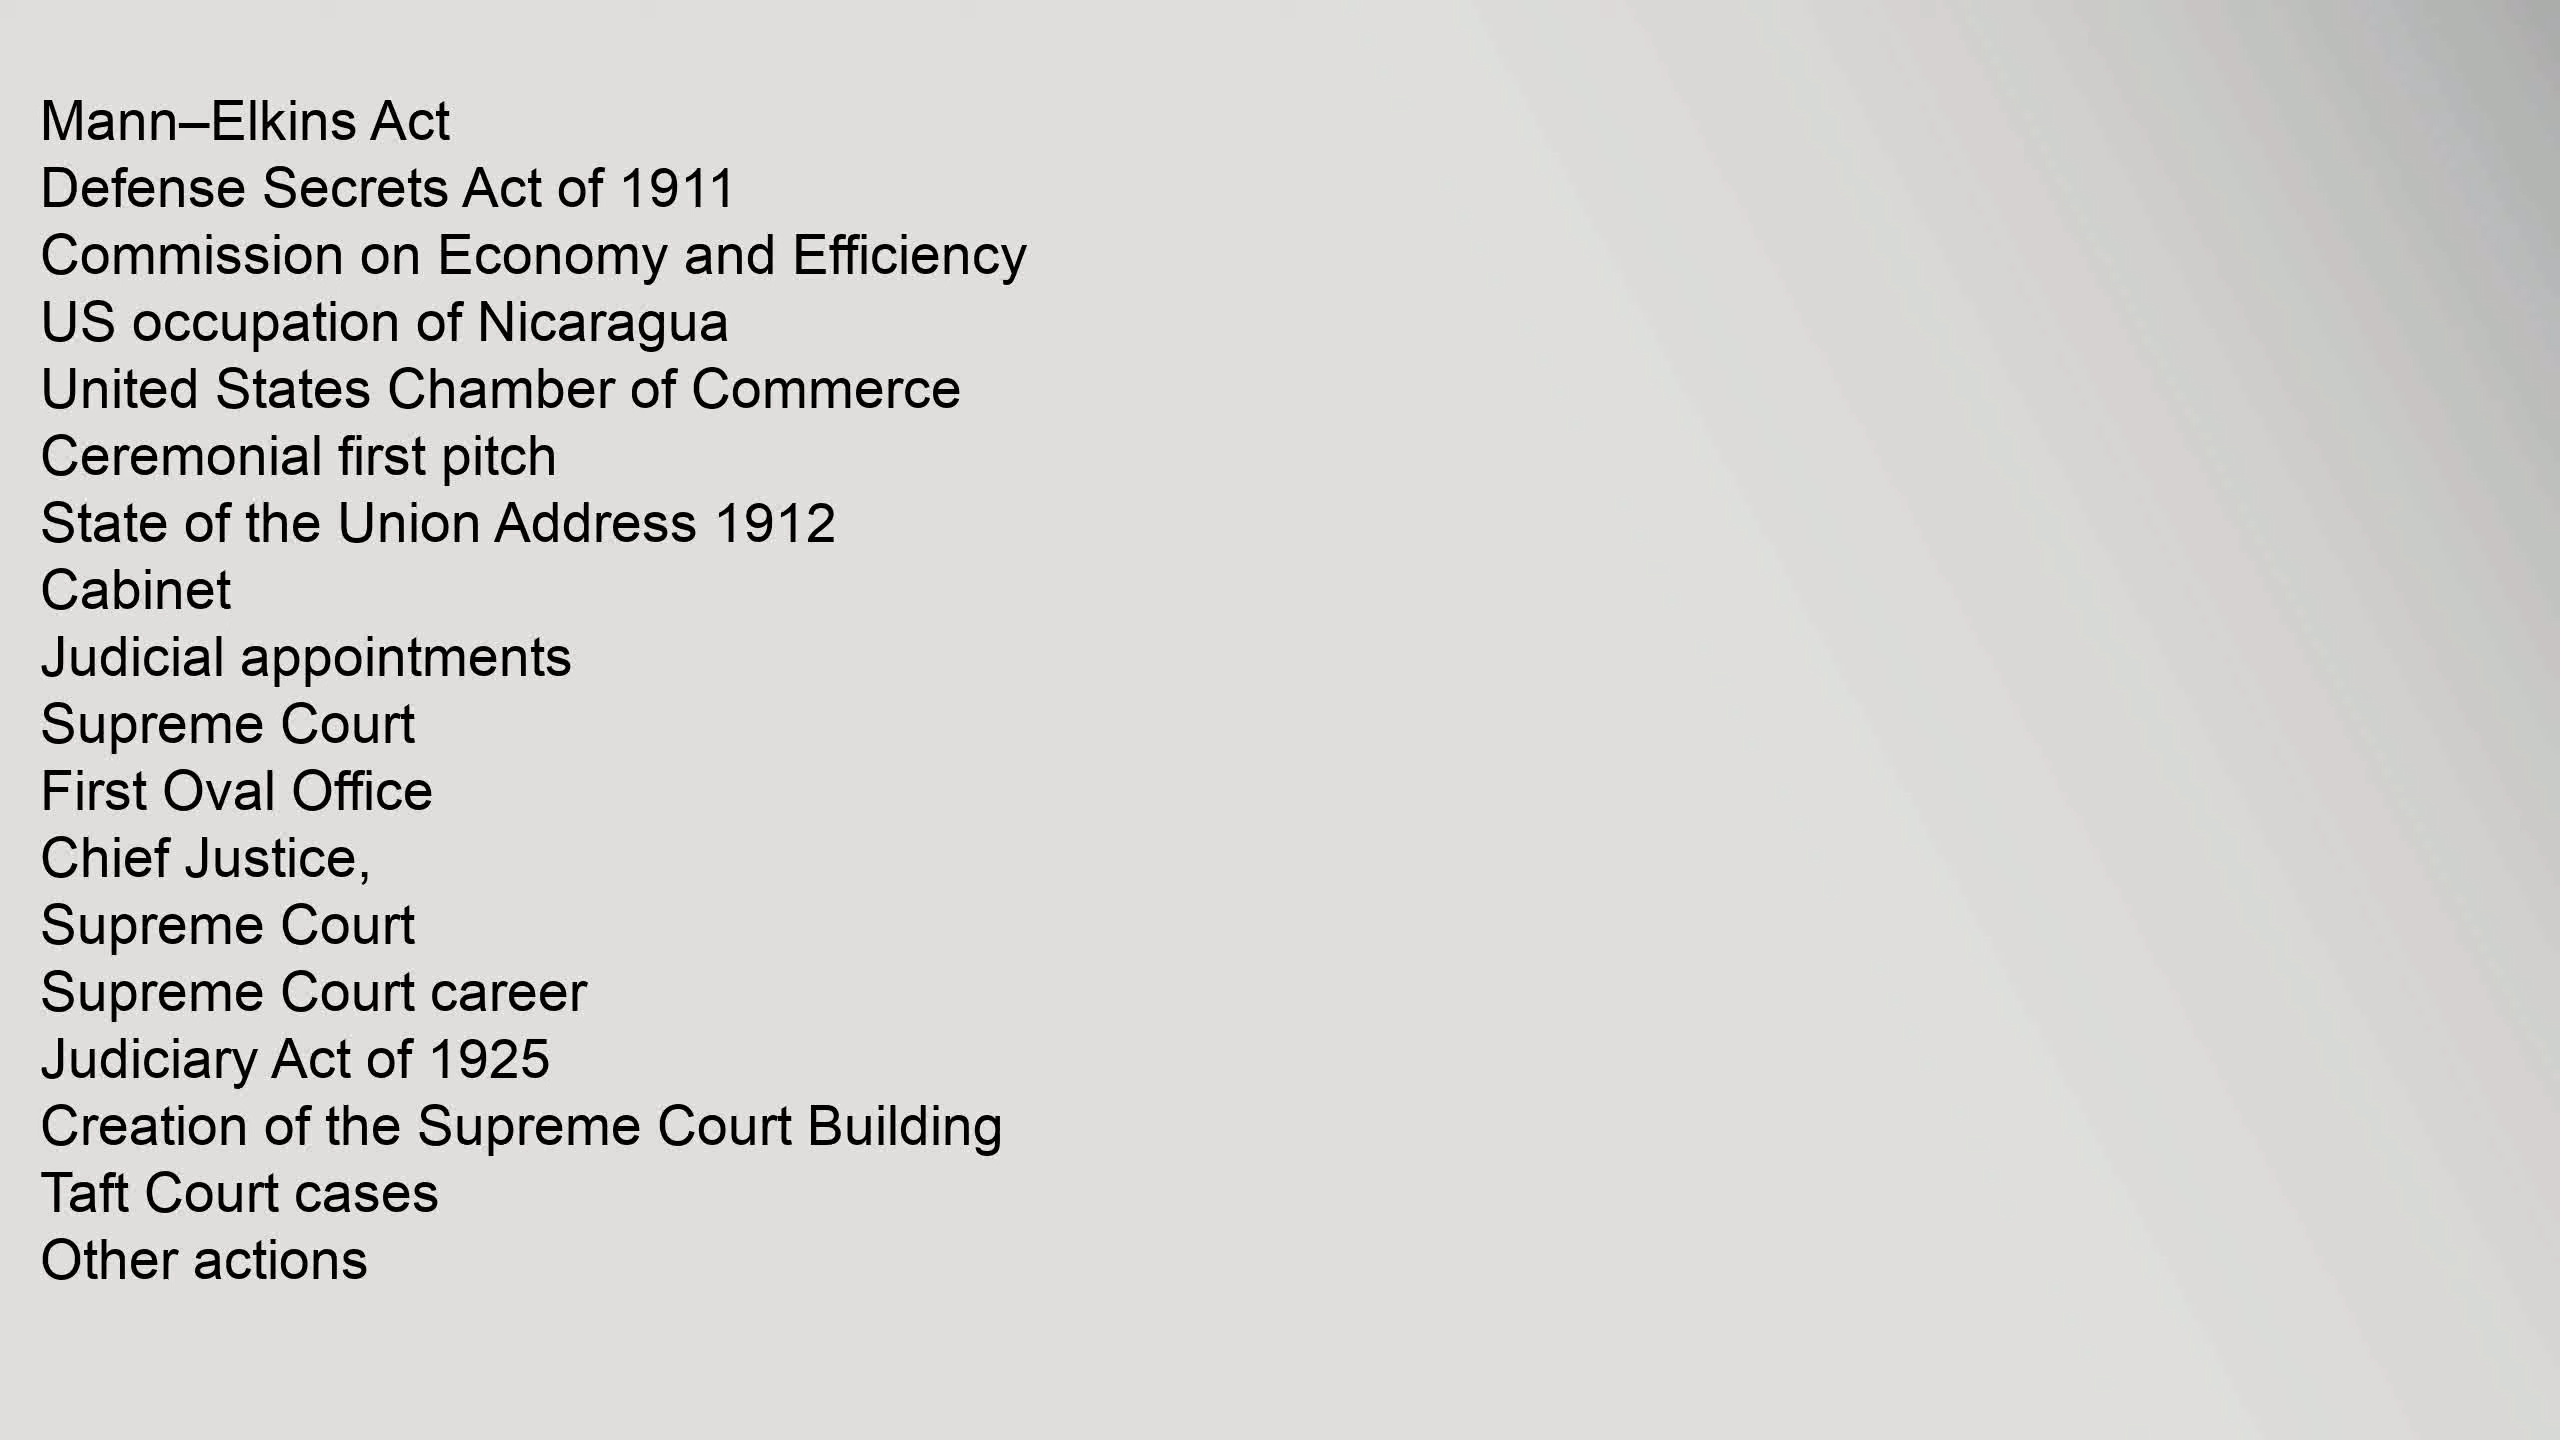 Mann–Elkins Act
Defense Secrets Act of 1911
Commission on Economy and Efficiency
US occupation of Nicaragua
United States Chamber of Commerce
Ceremonial first pitch
State of the Union Address 1912
Cabinet
Judicial appointments
Supreme Court
First Oval Office
Chief Justice,
Supreme Court
Supreme Court career
Judiciary Act of 1925
Creation of the Supreme Court Building
Taft Court cases
Other actions